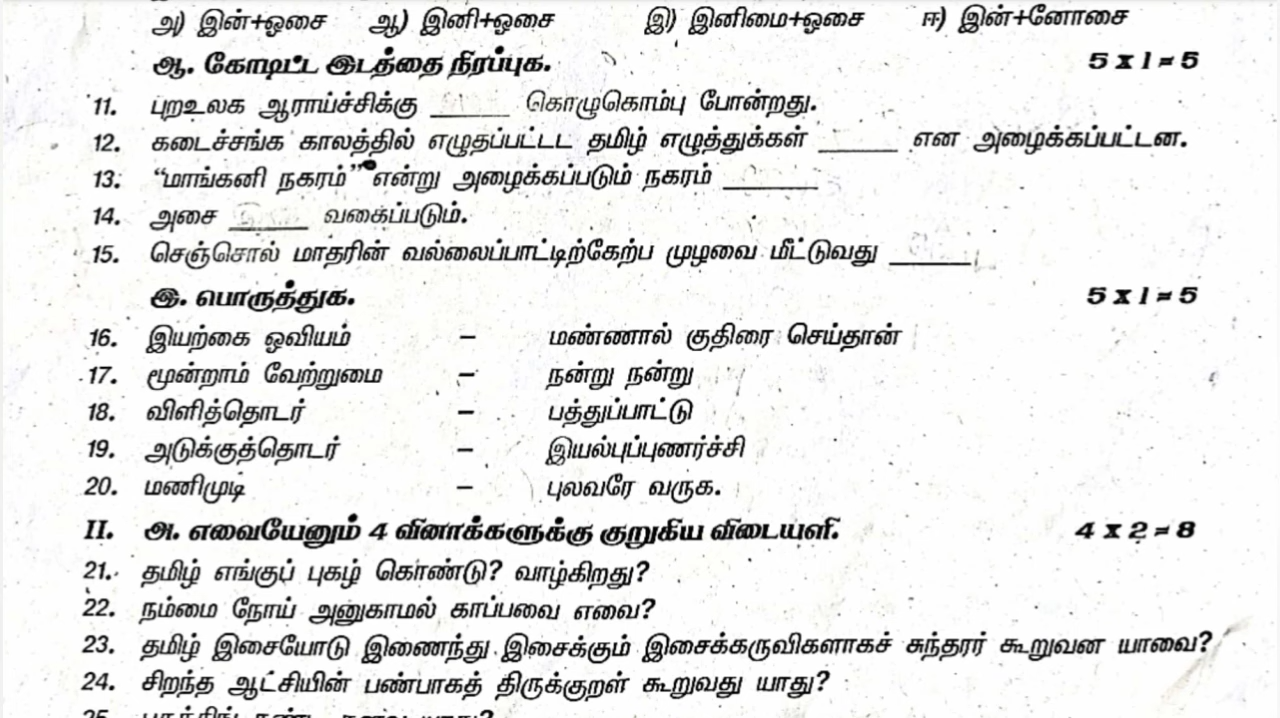 அ) இன்+ஓசை ஆ) இனி+ஓசை இ) இனிமை+ஓசை ஈ) இன்+னோசை
ஆ. கோடிட்ட இடத்தை நிரப்புக. 5 x 1 = 5
11. புறஉலக ஆராய்ச்சிக்கு ______ கொழுகொம்பு போன்றது.
12. கடைச்சங்க காலத்தில் எழுதப்பட்டட தமிழ் எழுத்துக்கள் ______ என அழைக்கப்பட்டன.
13. “மாங்கனி நகரம்” என்று அழைக்கப்படும் நகரம் ______
14. அசை ______ வகைப்படும்.
15. செஞ்சொல் மாதரின் வல்லைப்பாட்டிற்கேற்ப முழவை மீட்டுவது ______
இ. பொருத்துக. 5 x 1 = 5
16. இயற்கை ஓவியம் – மண்ணால் குதிரை செய்தான்
17. மூன்றாம் வேற்றுமை – நன்று நன்று
18. விளித்தொடர் – பத்துப்பாட்டு
19. அடுக்குத்தொடர் – இயல்புப்புணர்ச்சி
20. மணிமுடி – புலவரே வருக.
II. அ. எவையேனும் 4 வினாக்களுக்கு குறுகிய விடையளி. 4 x 2 = 8
21. தமிழ் எங்குப் புகழ் கொண்டு? வாழ்கிறது?
22. நம்மை நோய் அனுகாமல் காப்பவை எவை?
23. தமிழ் இசையோடு இணைந்து இசைக்கும் இசைக்கருவிகளாகச் சுந்தரர் கூறுவன யாவை?
24. சிறந்த ஆட்சியின் பண்பாகத் திருக்குறள் கூறுவது யாது?